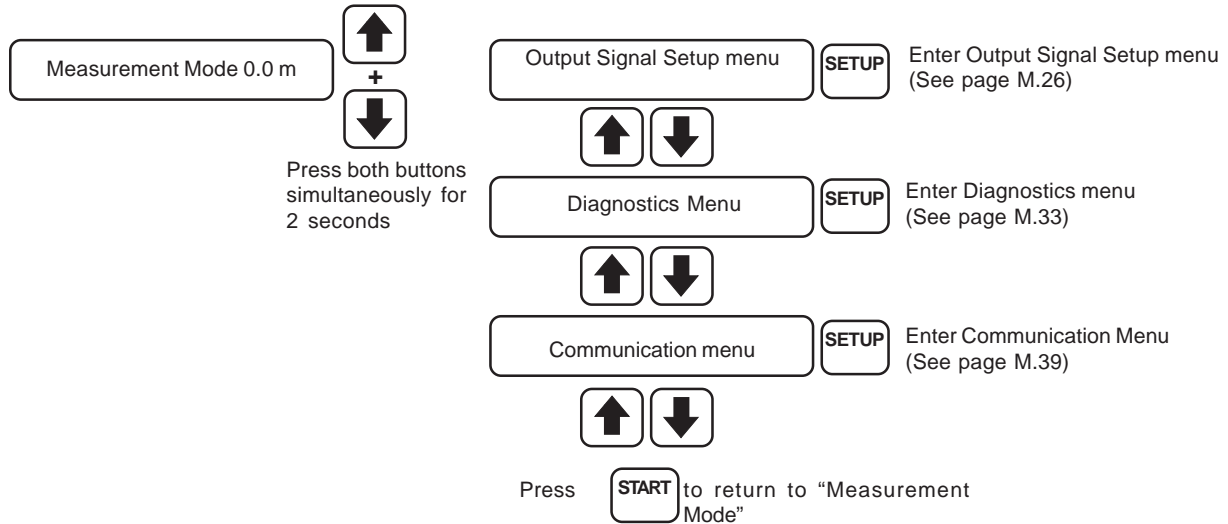 Measurement Mode 0.0 m
+
Press both buttons
simultaneously for
2 seconds
Output Signal Setup menu
SETUP
Enter Output Signal Setup menu
(See page M.26)
Diagnostics Menu
SETUP
Enter Diagnostics menu
(See page M.33)
Communication menu
SETUP
Enter Communication Menu
(See page M.39)
Press START to return to “Measurement
Mode”